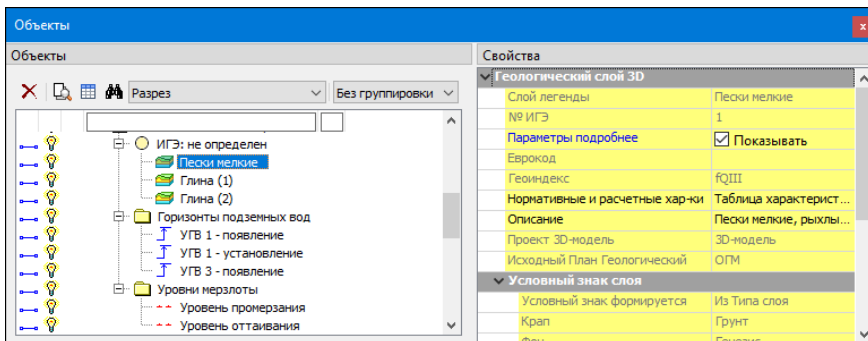 Объекты
x
Объекты
Разрез
Без группировки
ИГЭ: не определен
Пески мелкие
Глина (1)
Глина (2)
Горизонты подземных вод
УГВ 1 - появление
УГВ 1 - установление
УГВ 3 - появление
Уровни мерзлоты
Уровень промерзания
Уровень оттаивания
Свойства
Геологический слой 3D
Слой легенды Пески мелкие
№ ИГЭ 1
Параметры подробнее Показывать
Еврокод
Геоиндекс fQIII
Нормативные и расчетные хар-ки Таблица характерист...
Описание Пески мелкие, рыхлы...
Проект 3D-модель 3D-модель
Исходный План Геологический ОГМ
Условный знак слоя
Условный знак формируется Из Типа слоя
Крап Грунт